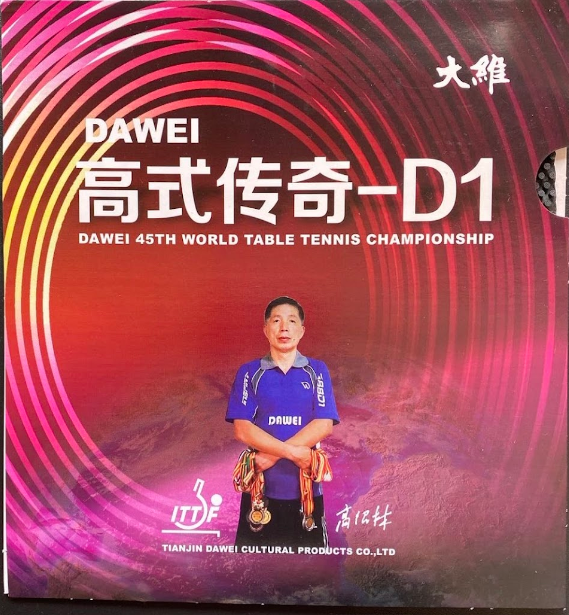 大維
DAWEI
高式传奇-D1
DAWEI 45TH WORLD TABLE TENNIS CHAMPIONSHIP
DAWEI
ITTF
TIANJIN DAWEI CULTURAL PRODUCTS CO.,LTD